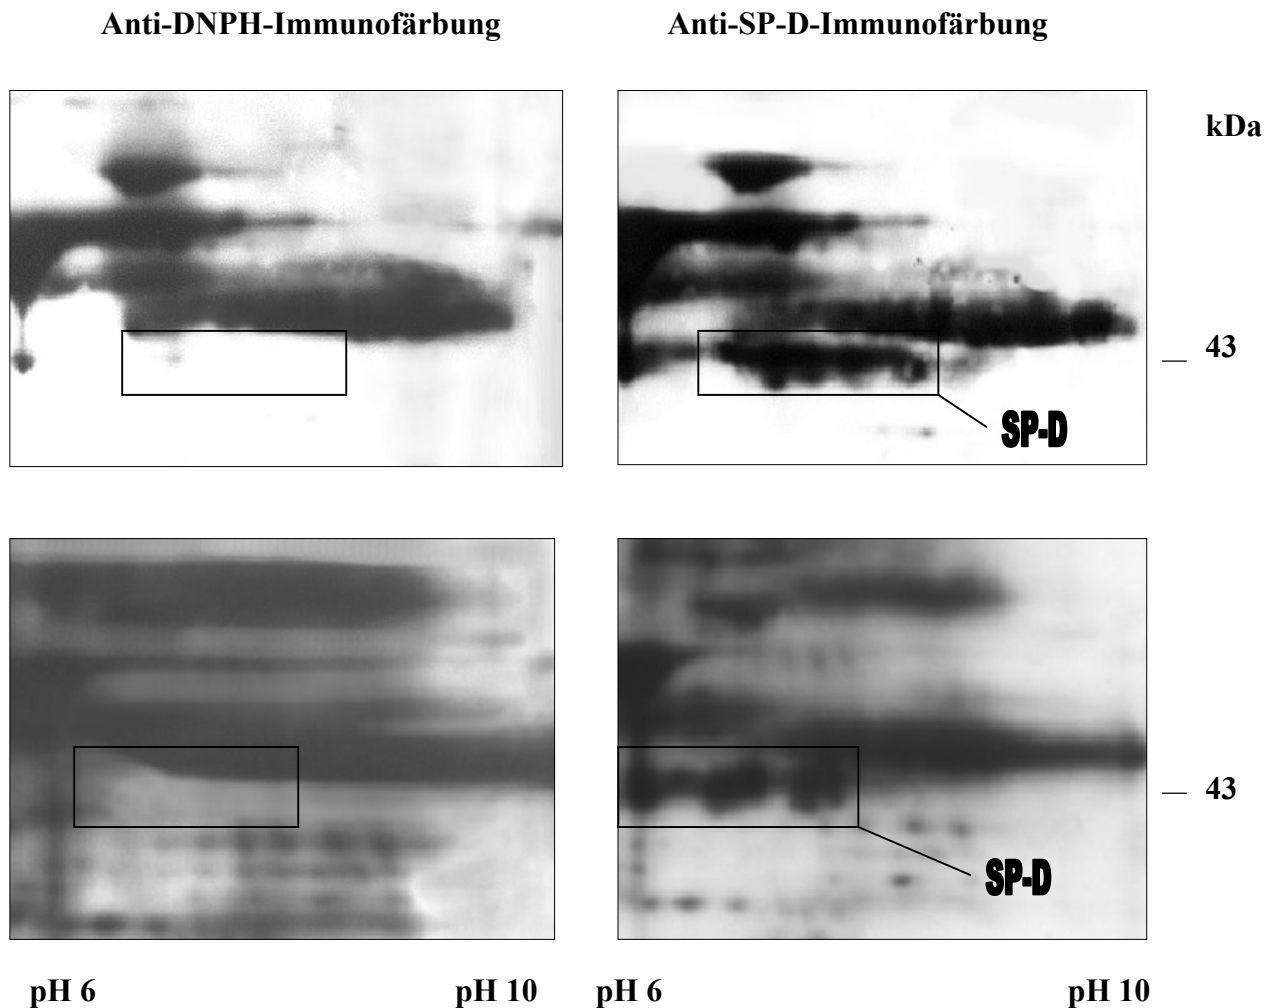 Anti-DNPH-Immunofärbung Anti-SP-D-Immunofärbung
kDa
43
SP-D
43
SP-D
pH 6 pH 10 pH 6 pH 10